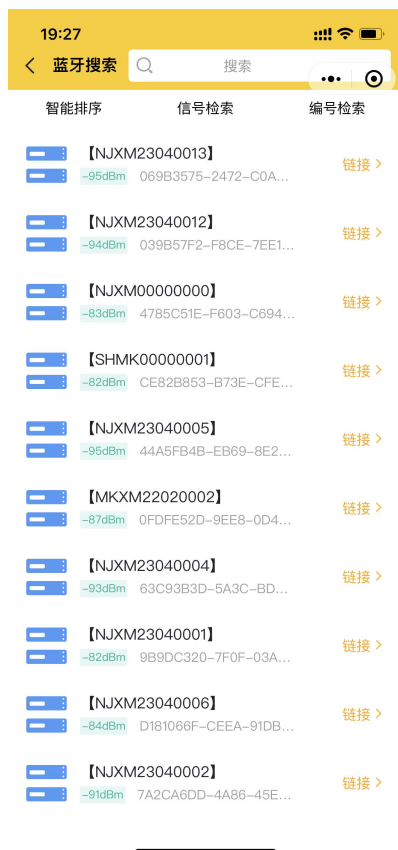 19:27
蓝牙搜索 搜索
智能排序 信号检索 编号检索
【NJXM23040013】
-95dBm 069B3575-2472-C0A... 链接
【NJXM23040012】
-94dBm 039B57F2-F8CE-7EE1... 链接
【NJXM00000000】
-83dBm 4785C51E-F603-C694... 链接
【SHMK00000001】
-82dBm CE82B853-B73E-CFE... 链接
【NJXM23040005】
-95dBm 44A5FB4B-EB69-8E2... 链接
【MKXM22020002】
-87dBm 0FDFE52D-9EE8-0D4... 链接
【NJXM23040004】
-93dBm 63C93B3D-5A3C-BD... 链接
【NJXM23040001】
-82dBm 9B9DC320-7F0F-03A... 链接
【NJXM23040006】
-84dBm D181066F-CEEA-91DB... 链接
【NJXM23040002】
-91dBm 7A2CA6DD-4A86-45E... 链接